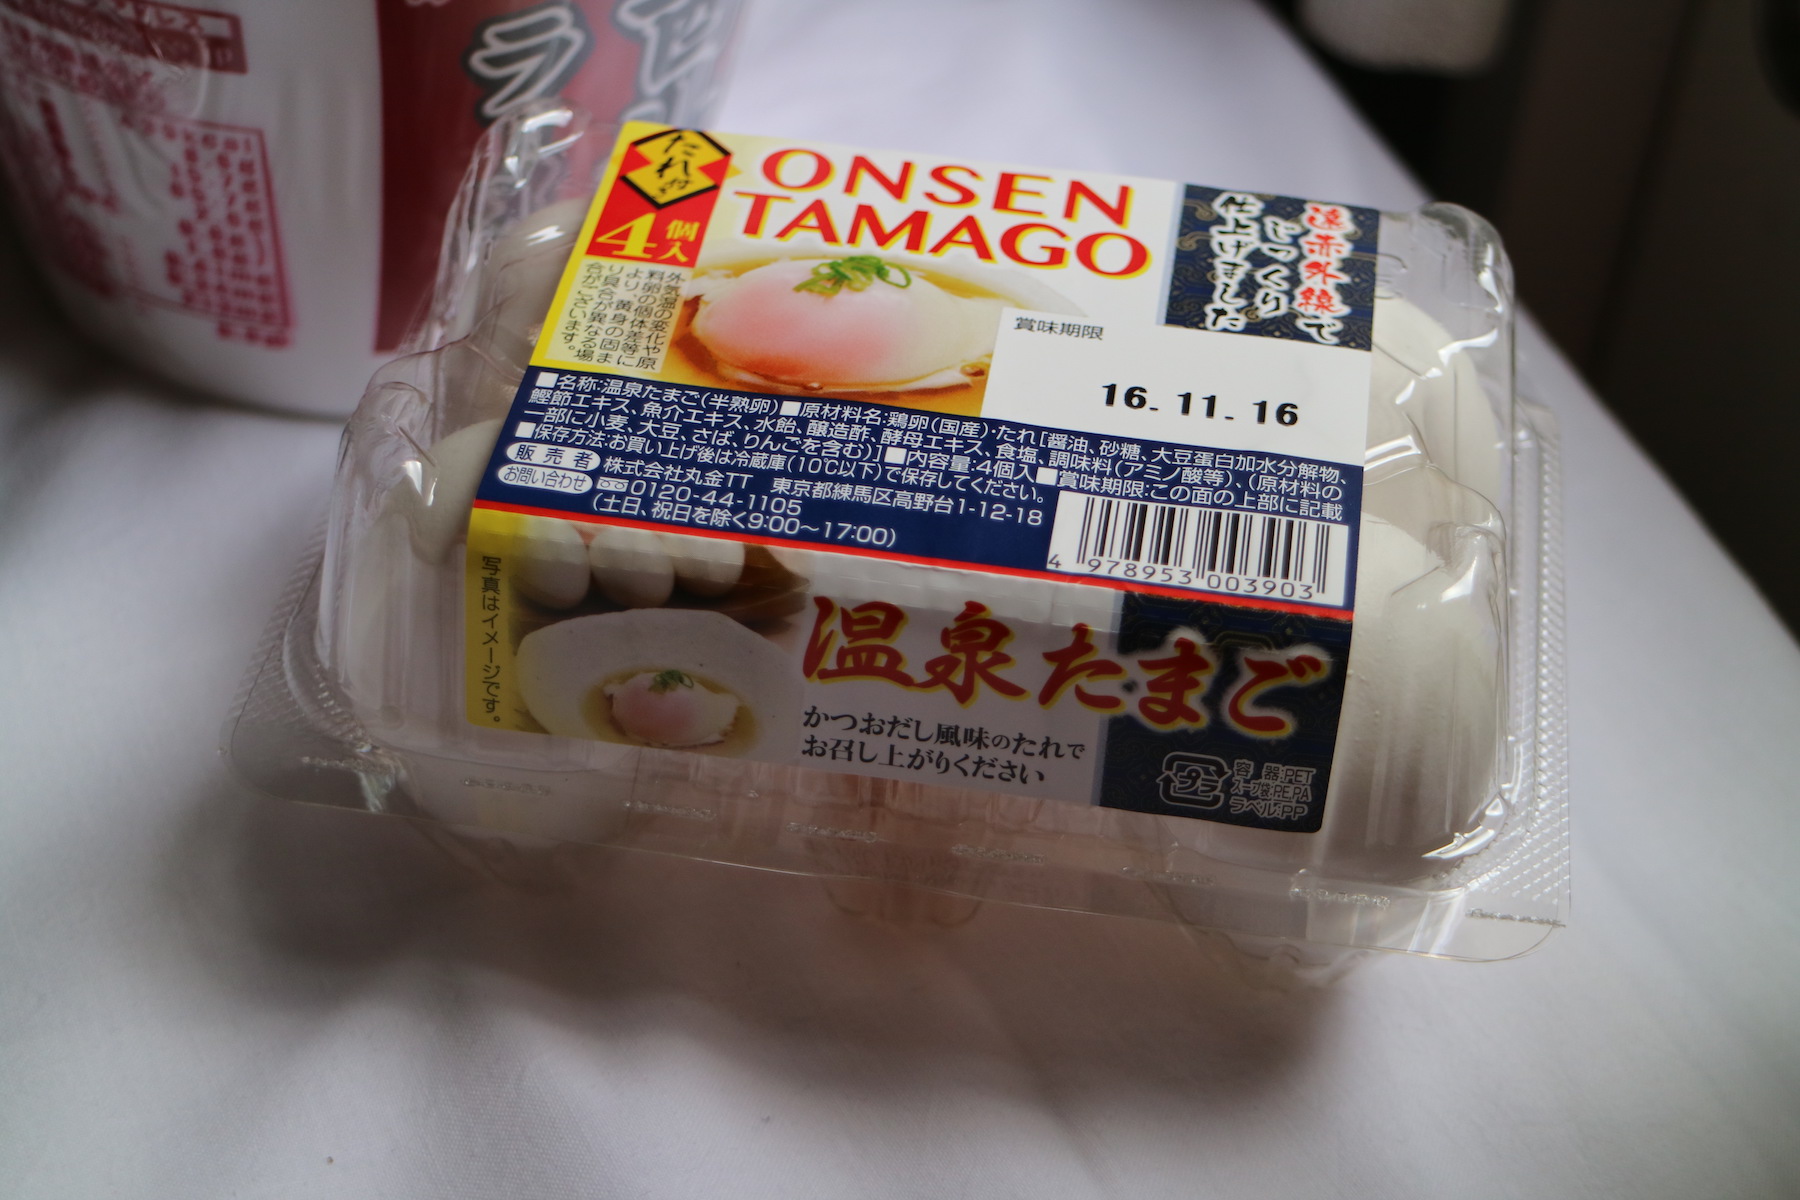 セ
ラ
たれ付
4個入
ONSEN
TAMAGO
遠赤外線で
じっくり
仕上げました
外気温の変化や原
料卵の個体差等に
より、黄身の固ま
り具合が異なる場
合がございます。
賞味期限
16. 11. 16
■名称:温泉たまご(半熟卵)■原材料名:鶏卵(国産)・たれ[醤油、砂糖、大豆蛋白加水分解物、
鰹節エキス、魚介エキス、水飴、醸造酢、酵母エキス、食塩、調味料(アミノ酸等)、(原材料の
一部に小麦、大豆、さば、りんごを含む)]■内容量:4個入■賞味期限:この面の上部に記載
■保存方法:お買い上げ後は冷蔵庫(10℃以下)で保存してください。
販売者 株式会社丸金TT 東京都練馬区高野台1-12-18
お問い合わせ 0120-44-1105
(土日、祝日を除く9:00〜17:00)
4 978953 003903
写真はイメージです。
温泉たまご
かつおだし風味のたれで
お召し上がりください
プラ
容器:PET
スープ袋:PE,PA
ラベル:PP